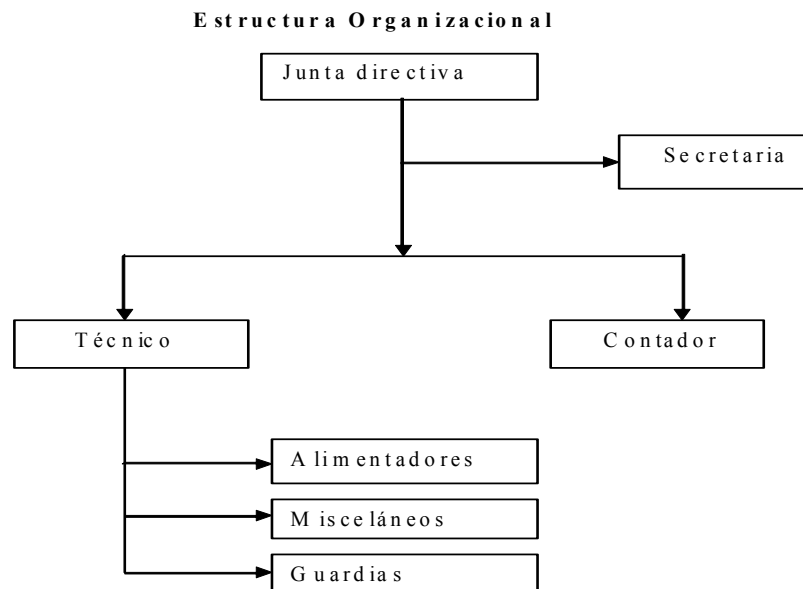 Estructura Organizacional
Junta directiva
Secretaria
Técnico
Contador
Alimentadores
Misceláneos
Guardias